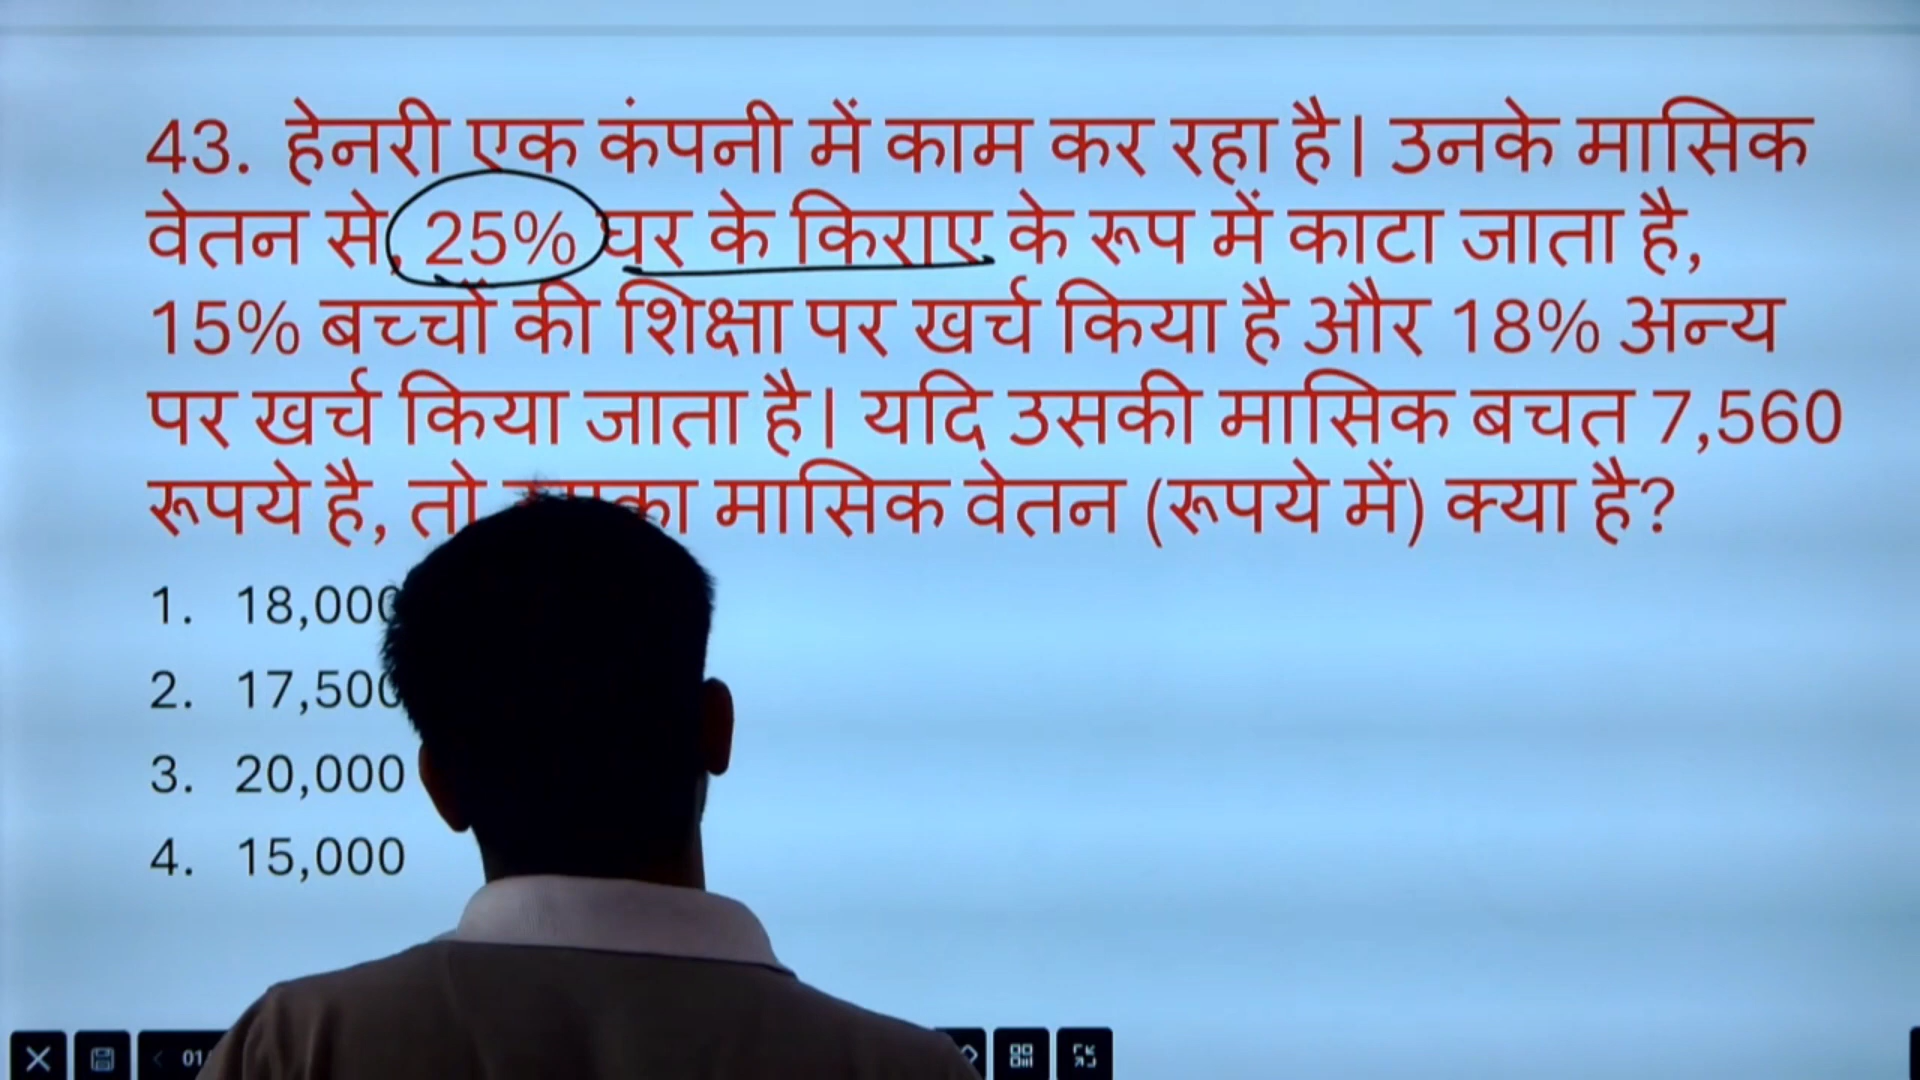 43. हेनरी एक कंपनी में काम कर रहा है। उनके मासिक
वेतन से, 25% घर के किराए के रूप में काटा जाता है,
15% बच्चों की शिक्षा पर खर्च किया है और 18% अन्य
पर खर्च किया जाता है। यदि उसकी मासिक बचत 7,560
रूपये है, तो मासिक वेतन (रूपये में) क्या है?
1. 18,000
2. 17,500
3. 20,000
4. 15,000
01